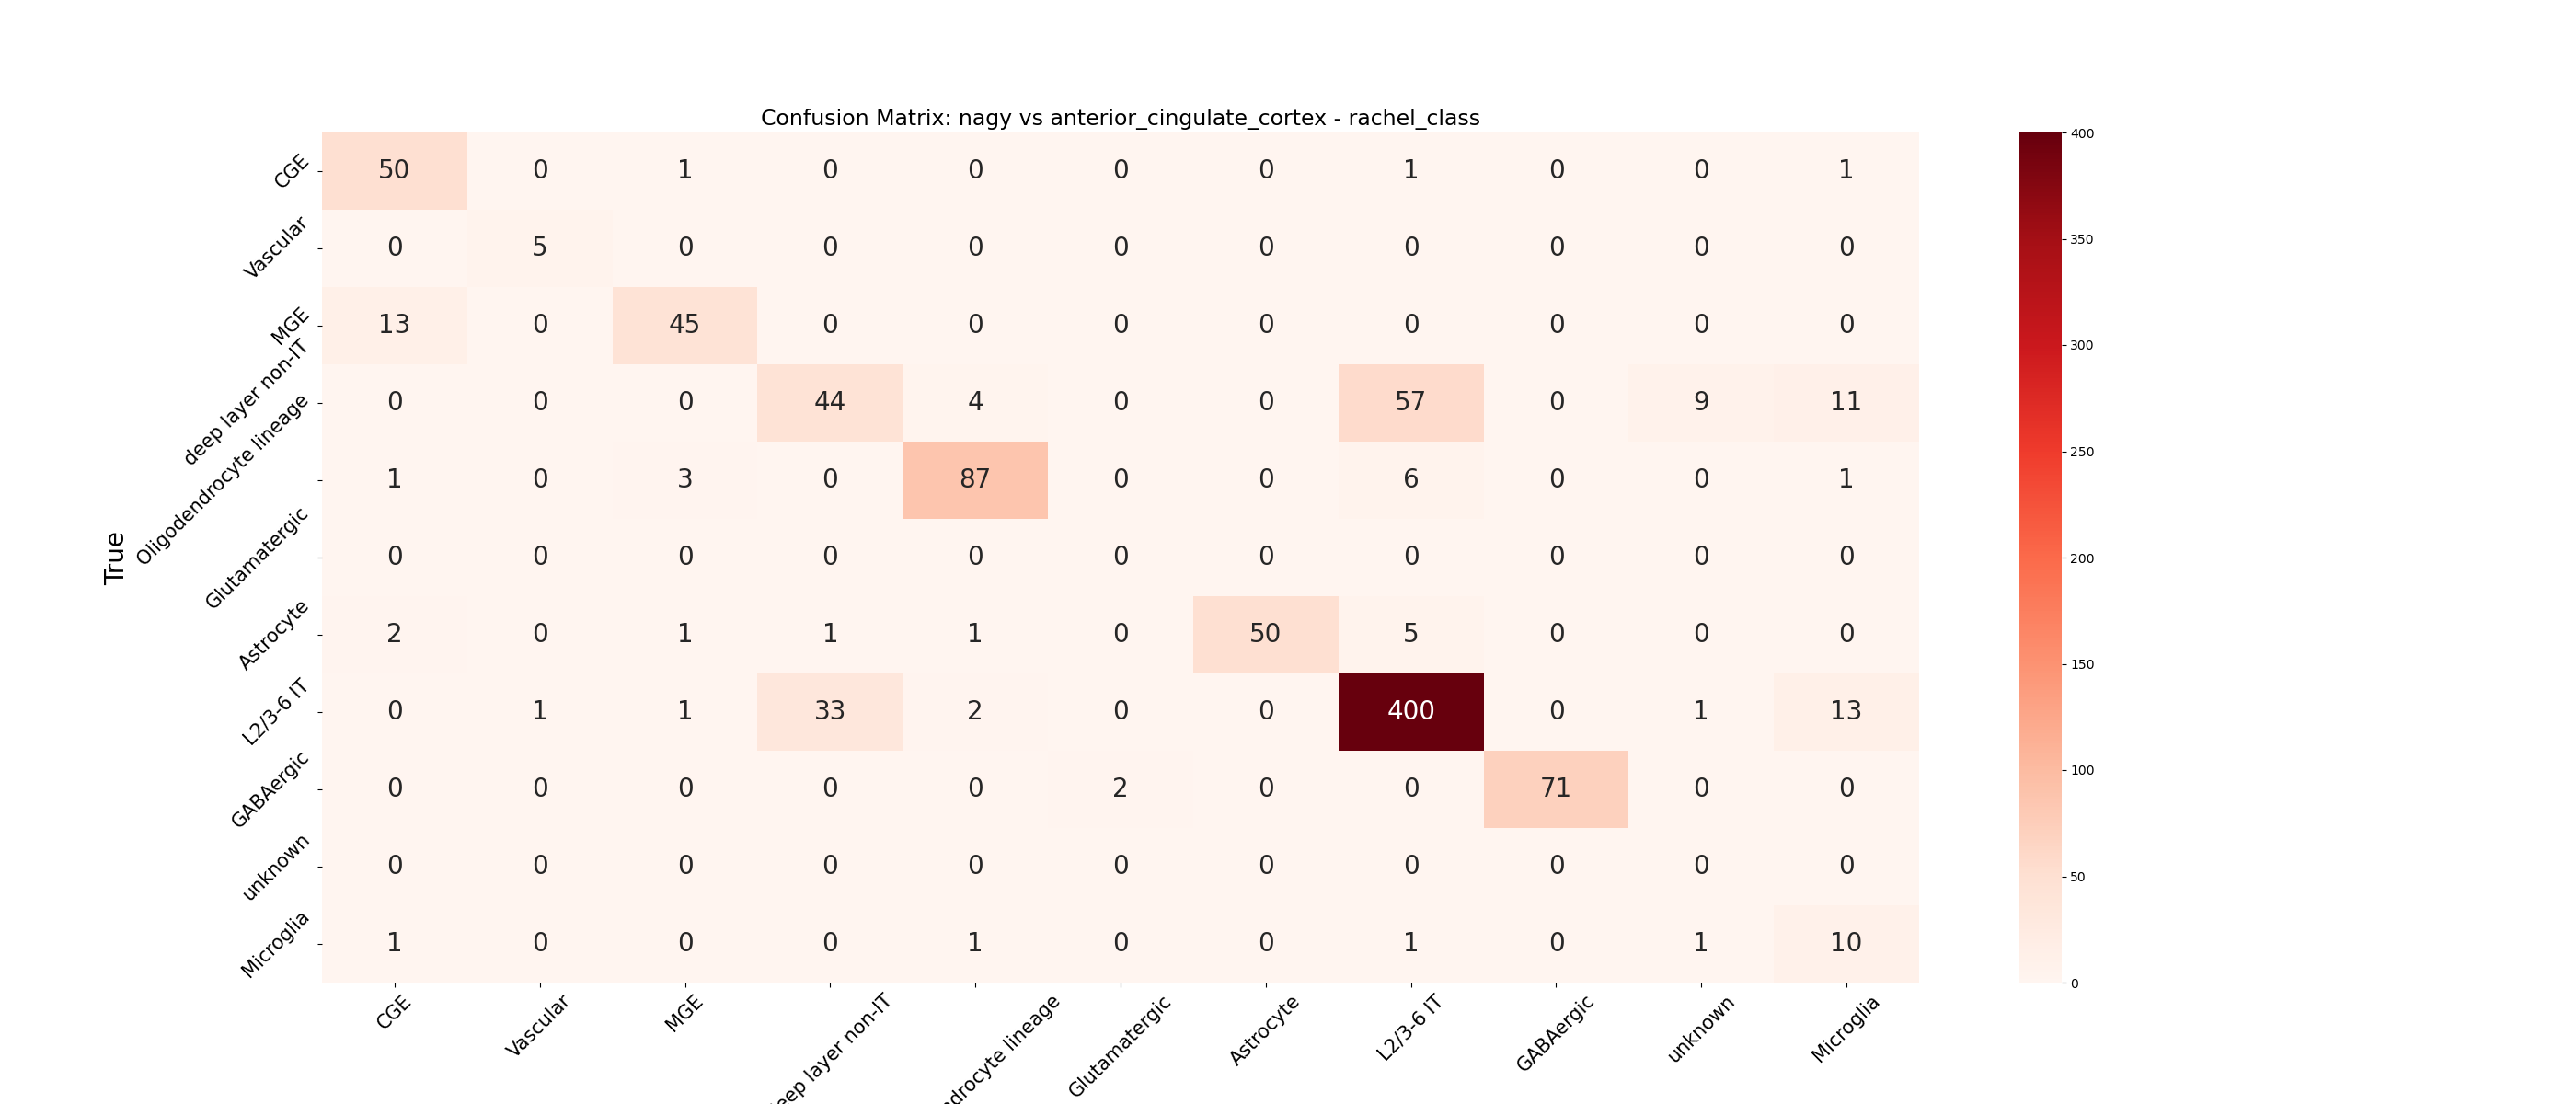 Confusion Matrix: nagy vs anterior_cingulate_cortex - rachel_class
True
CGE 50 0 1 0 0 0 0 1 0 0 1
Vascular 0 5 0 0 0 0 0 0 0 0 0
MGE 13 0 45 0 0 0 0 0 0 0 0
deep layer non-IT 0 0 0 44 4 0 0 57 0 9 11
Oligodendrocyte lineage 1 0 3 0 87 0 0 6 0 0 1
Glutamatergic 0 0 0 0 0 0 0 0 0 0 0
Astrocyte 2 0 1 1 1 0 50 5 0 0 0
L2/3-6 IT 0 1 1 33 2 0 0 400 0 1 13
GABAergic 0 0 0 0 0 2 0 0 71 0 0
unknown 0 0 0 0 0 0 0 0 0 0 0
Microglia 1 0 0 0 1 0 0 1 0 1 10
CGE
Vascular
MGE
layer non-IT
lineage
Glutamatergic
Astrocyte
L2/3-6 IT
GABAergic
unknown
Microglia
400
350
300
250
200
150
100
50
0